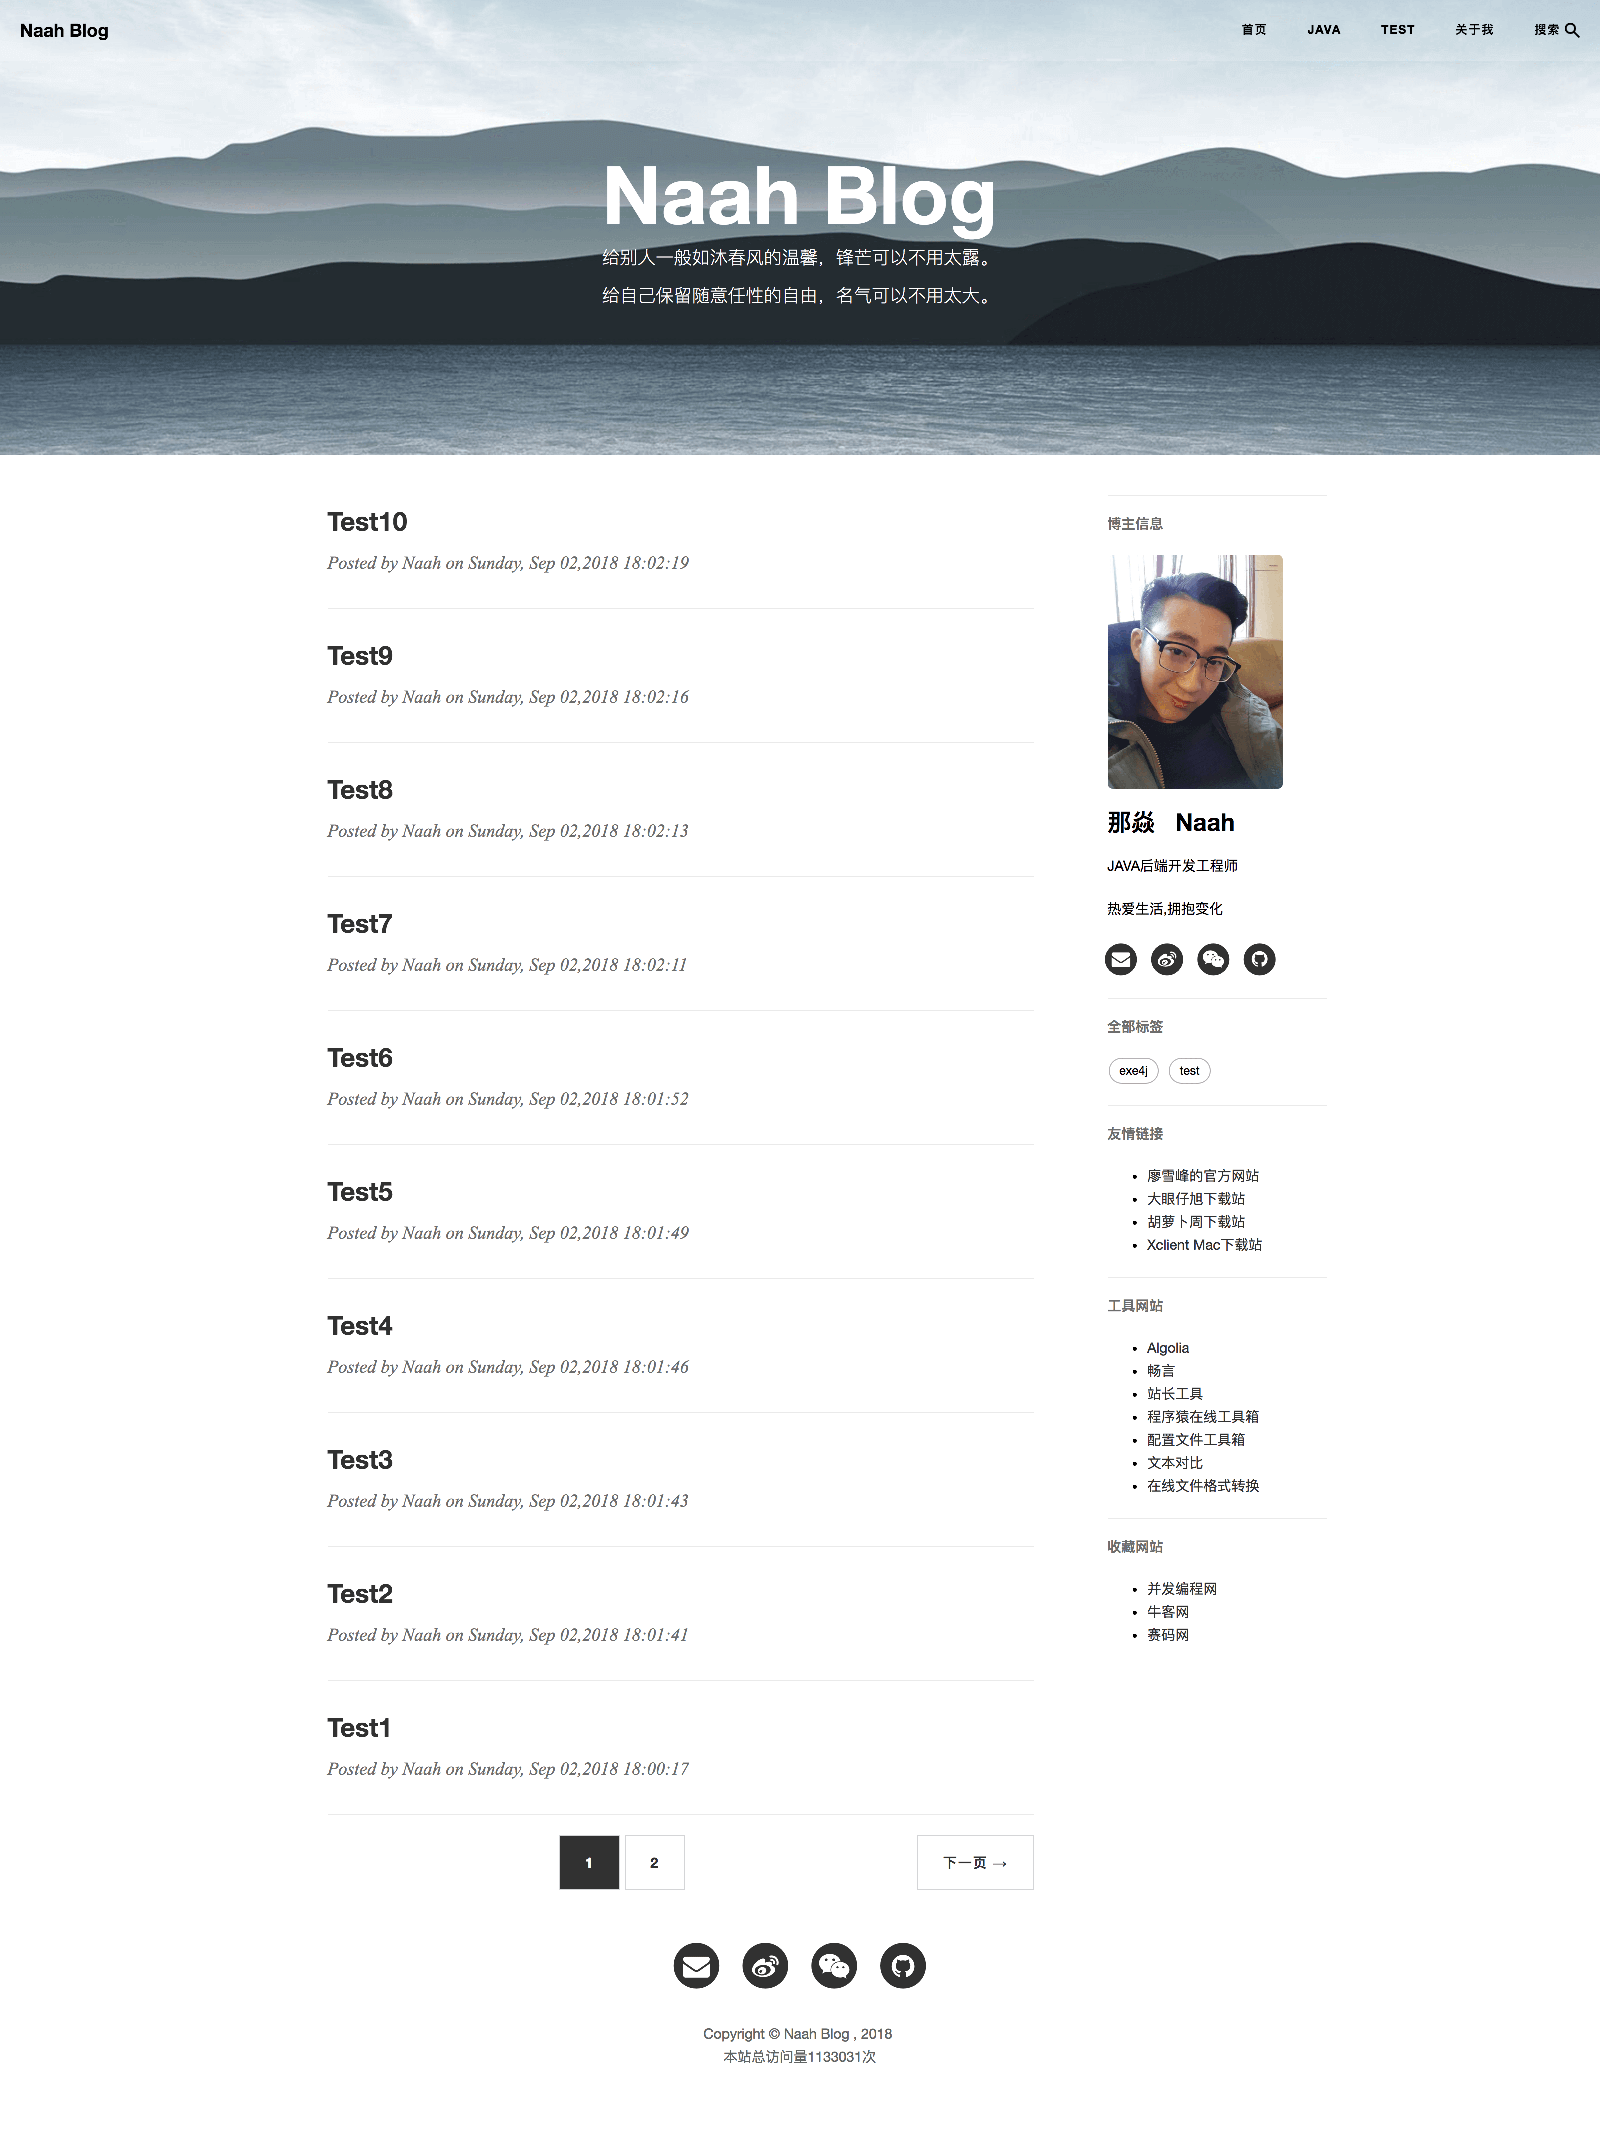 Naah Blog
首页 JAVA TEST 关于我 搜索
Naah Blog
给别人一般如沐春风的温馨，锋芒可以不用太露。
给自己保留随意任性的自由，名气可以不用太大。
Test10
Posted by Naah on Sunday, Sep 02,2018 18:02:19
Test9
Posted by Naah on Sunday, Sep 02,2018 18:02:16
Test8
Posted by Naah on Sunday, Sep 02,2018 18:02:13
Test7
Posted by Naah on Sunday, Sep 02,2018 18:02:11
Test6
Posted by Naah on Sunday, Sep 02,2018 18:01:52
Test5
Posted by Naah on Sunday, Sep 02,2018 18:01:49
Test4
Posted by Naah on Sunday, Sep 02,2018 18:01:46
Test3
Posted by Naah on Sunday, Sep 02,2018 18:01:43
Test2
Posted by Naah on Sunday, Sep 02,2018 18:01:41
Test1
Posted by Naah on Sunday, Sep 02,2018 18:00:17
1 2 下一页 →
博主信息
那焱 Naah
JAVA后端开发工程师
热爱生活,拥抱变化
全部标签
exe4j test
友情链接
廖雪峰的官方网站
大眼仔旭下载站
胡萝卜周下载站
Xclient Mac下载站
工具网站
Algolia
畅言
站长工具
程序猿在线工具箱
配置文件工具箱
文本对比
在线文件格式转换
收藏网站
并发编程网
牛客网
赛码网
Copyright © Naah Blog , 2018
本站总访问量1133031次